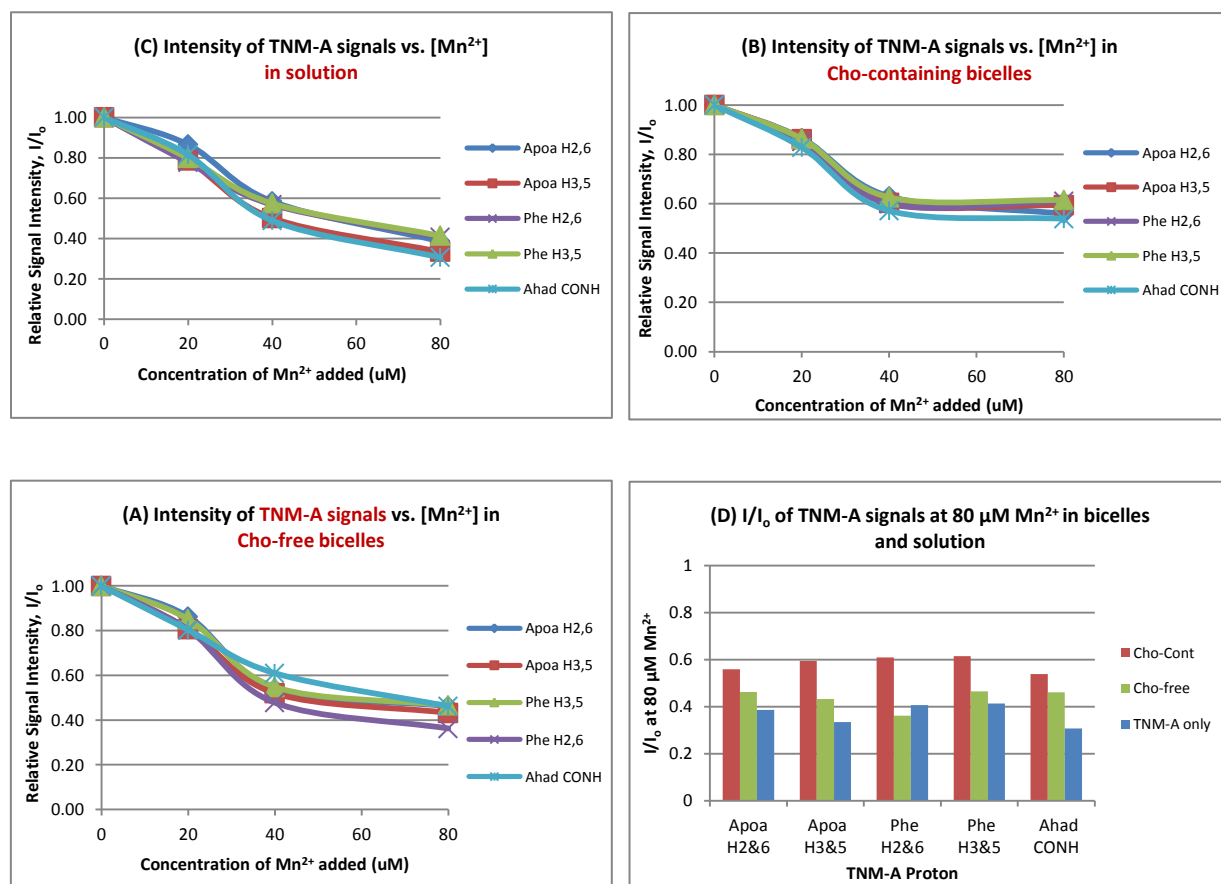 (C) Intensity of TNM-A signals vs. [Mn²⁺]
in solution
Relative Signal Intensity, I/Iₒ
1.00
0.80
0.60
0.40
0.20
0.00
0 20 40 60 80
Concentration of Mn²⁺ added (uM)
Apoa H2,6
Apoa H3,5
Phe H2,6
Phe H3,5
Ahad CONH
(B) Intensity of TNM-A signals vs. [Mn²⁺] in
Cho-containing bicelles
Relative Signal Intensity, I/Iₒ
1.00
0.80
0.60
0.40
0.20
0.00
0 20 40 60 80
Concentration of Mn²⁺ added (uM)
Apoa H2,6
Apoa H3,5
Phe H2,6
Phe H3,5
Ahad CONH
(A) Intensity of TNM-A signals vs. [Mn²⁺] in
Cho-free bicelles
Relative Signal Intensity, I/Iₒ
1.00
0.80
0.60
0.40
0.20
0.00
0 20 40 60 80
Concentration of Mn²⁺ added (uM)
Apoa H2,6
Apoa H3,5
Phe H3,5
Phe H2,6
Ahad CONH
(D) I/Iₒ of TNM-A signals at 80 µM Mn²⁺ in bicelles
and solution
I/Iₒ at 80 µM Mn²⁺
1
0.8
0.6
0.4
0.2
0
Apoa Apoa Phe Phe Ahad
H2&6 H3&5 H2&6 H3&5 CONH
TNM-A Proton
Cho-Cont
Cho-free
TNM-A only